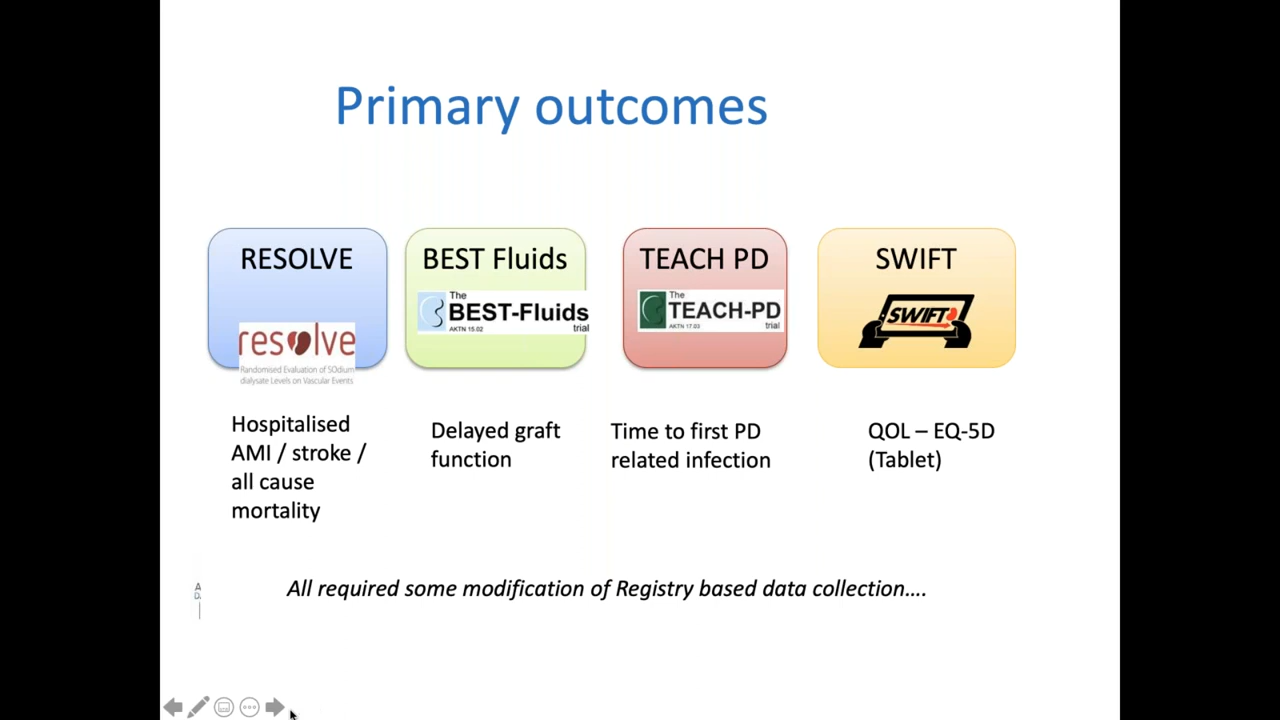 Primary outcomes
RESOLVE
resolve
Randomised Evaluation of SOdium
dialysate Levels on Vascular Events
Hospitalised
AMI / stroke /
all cause
mortality
BEST Fluids
The
BEST-Fluids
AKTN 15.02 trial
Delayed graft
function
TEACH PD
The
TEACH-PD
AKTN 17.03 trial
Time to first PD
related infection
SWIFT
SWIFT
QOL – EQ-5D
(Tablet)
All required some modification of Registry based data collection....
A
D.